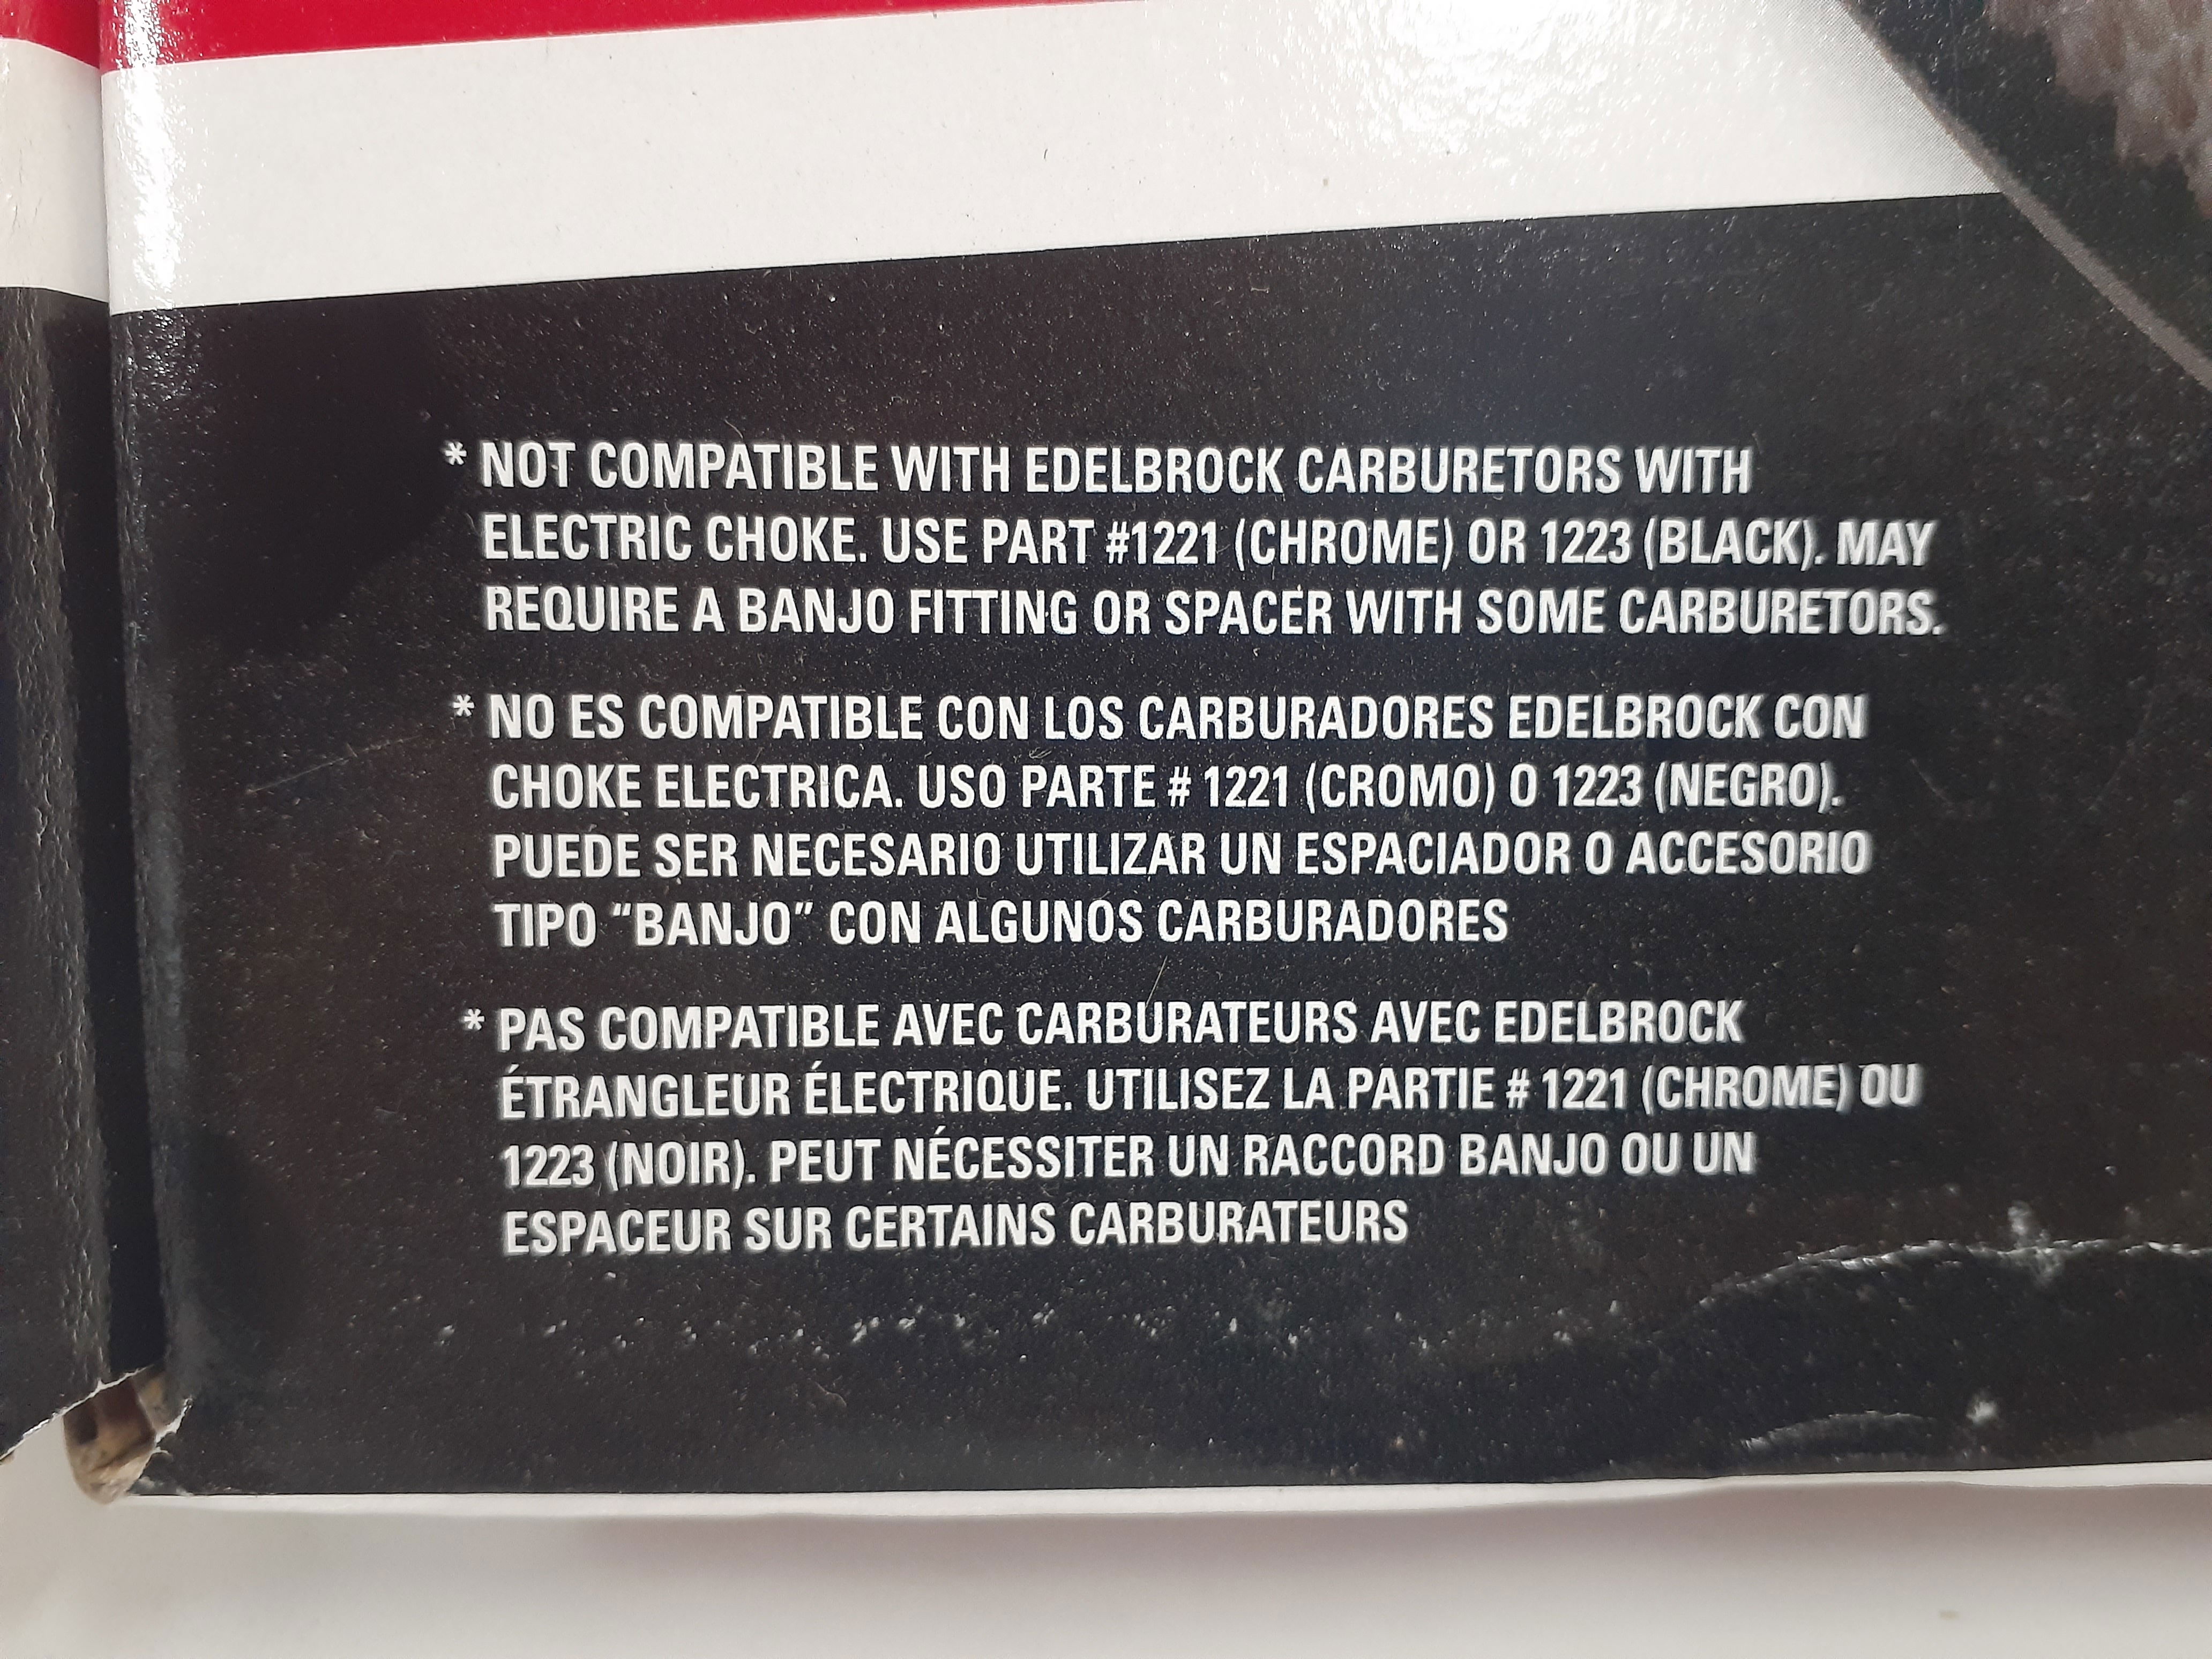 * NOT COMPATIBLE WITH EDELBROCK CARBURETORS WITH
ELECTRIC CHOKE. USE PART #1221 (CHROME) OR 1223 (BLACK). MAY
REQUIRE A BANJO FITTING OR SPACER WITH SOME CARBURETORS.
* NO ES COMPATIBLE CON LOS CARBURADORES EDELBROCK CON
CHOKE ELECTRICA. USO PARTE # 1221 (CROMO) O 1223 (NEGRO).
PUEDE SER NECESARIO UTILIZAR UN ESPACIADOR O ACCESORIO
TIPO “BANJO” CON ALGUNOS CARBURADORES
* PAS COMPATIBLE AVEC CARBURATEURS AVEC EDELBROCK
ÉTRANGLEUR ÉLECTRIQUE. UTILISEZ LA PARTIE # 1221 (CHROME) OU
1223 (NOIR). PEUT NÉCESSITER UN RACCORD BANJO OU UN
ESPACEUR SUR CERTAINS CARBURATEURS